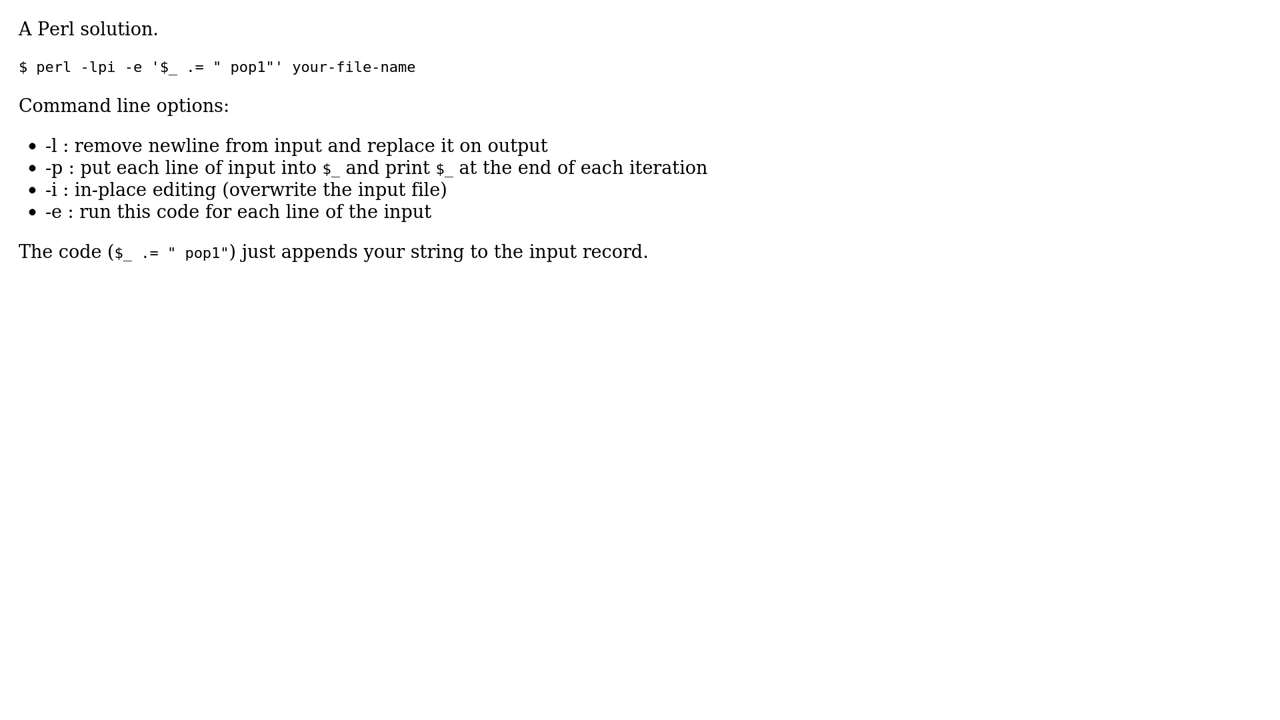 A Perl solution.
$ perl -lpi -e '$_ .= " pop1"' your-file-name
Command line options:
• -l : remove newline from input and replace it on output
• -p : put each line of input into $_ and print $_ at the end of each iteration
• -i : in-place editing (overwrite the input file)
• -e : run this code for each line of the input
The code ($_ .= " pop1") just appends your string to the input record.